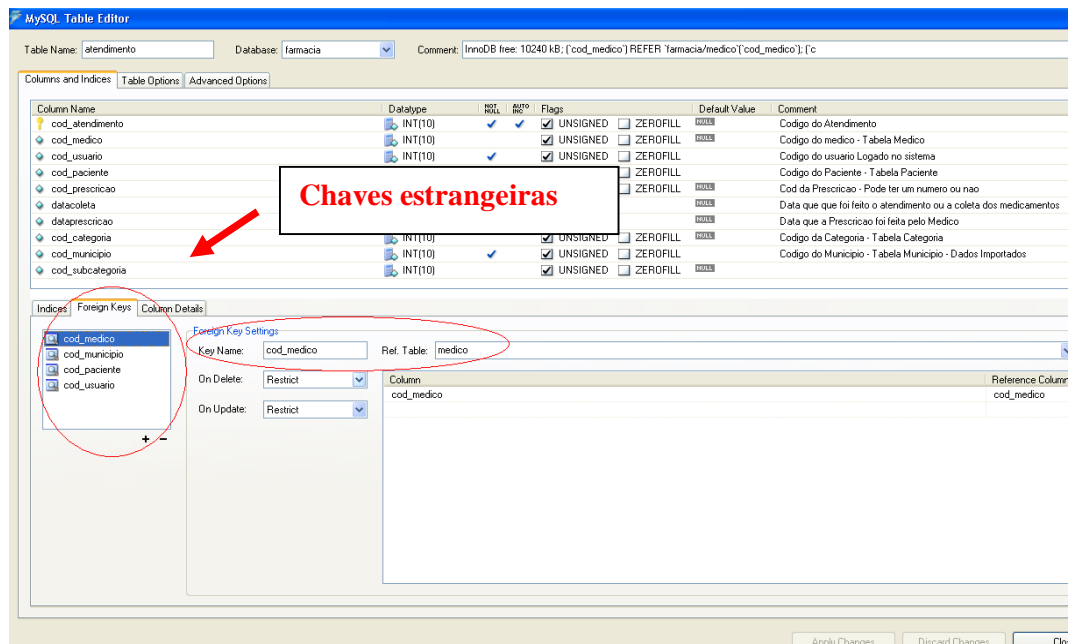 MySQL Table Editor
Table Name: atendimento Database: farmacia Comment: InnoDB free: 10240 kB; (`cod_medico`) REFER `farmacia/medico`(`cod_medico`); (`c
Columns and Indices Table Options Advanced Options
Column Name Datatype NOT NULL AUTO INC Flags Default Value Comment
cod_atendimento INT(10) UNSIGNED ZEROFILL NULL Codigo do Atendimento
cod_medico INT(10) UNSIGNED ZEROFILL NULL Codigo do medico - Tabela Medico
cod_usuario INT(10) UNSIGNED ZEROFILL Codigo do usuario Logado no sistema
cod_paciente ZEROFILL Codigo do Paciente - Tabela Paciente
cod_prescricao ZEROFILL NULL Cod da Prescricao - Pode ter um numero ou nao
Chaves estrangeiras
datacoleta NULL Data que que foi feito o atendimento ou a coleta dos medicamentos
dataprescricao NULL Data que a Prescricao foi feita pelo Medico
cod_categoria INT(10) UNSIGNED ZEROFILL NULL Codigo da Categoria - Tabela Categoria
cod_municipio INT(10) UNSIGNED ZEROFILL Codigo do Municipio - Tabela Municipio - Dados Importados
cod_subcategoria INT(10) UNSIGNED ZEROFILL NULL
Indices Foreign Keys Column Details
cod_medico
cod_municipio
cod_paciente
cod_usuario
+ -
Foreign Key Settings
Key Name: cod_medico Ref. Table: medico
On Delete: Restrict
On Update: Restrict
Column Reference Column
cod_medico cod_medico
Apply Changes Discard Changes Clo